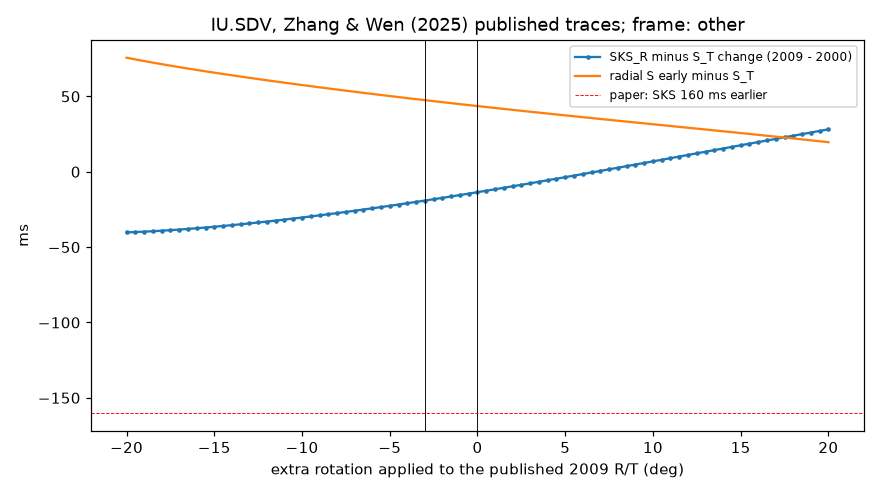 IU.SDV, Zhang & Wen (2025) published traces; frame: other
SKS_R minus S_T change (2009 - 2000)
radial S early minus S_T
paper: SKS 160 ms earlier
50
0
−50
−100
−150
ms
−20 −15 −10 −5 0 5 10 15 20
extra rotation applied to the published 2009 R/T (deg)